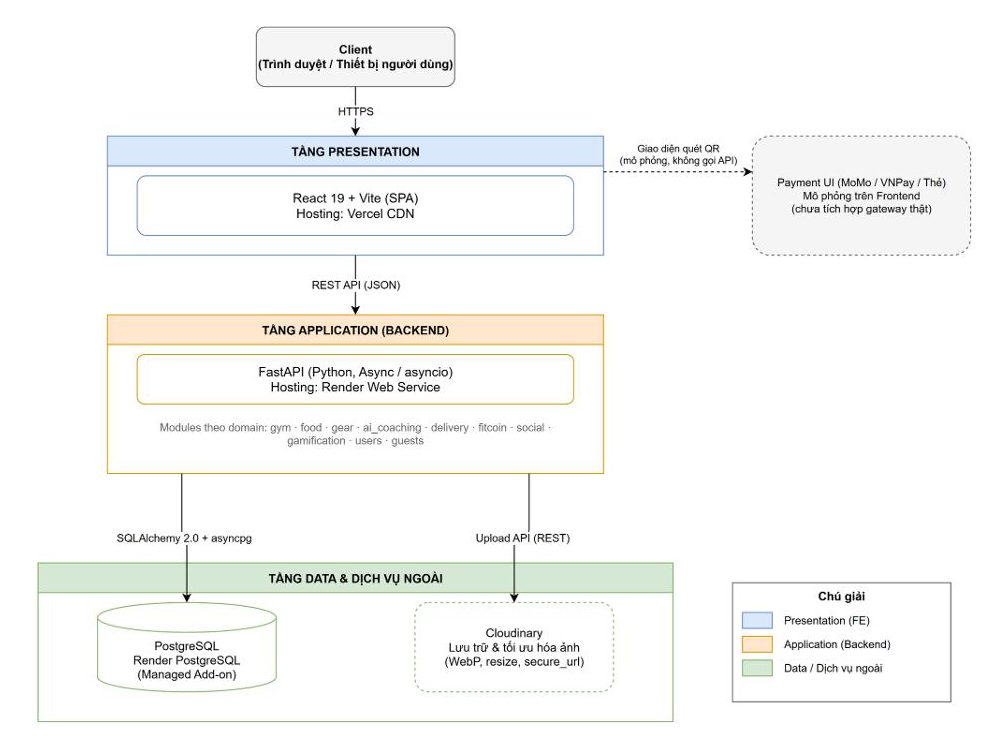 Client
(Trình duyệt / Thiết bị người dùng)
HTTPS
TẦNG PRESENTATION
React 19 + Vite (SPA)
Hosting: Vercel CDN
Giao diện quét QR
(mô phỏng, không gọi API)
Payment UI (MoMo / VNPay / Thẻ)
Mô phỏng trên Frontend
(chưa tích hợp gateway thật)
REST API (JSON)
TẦNG APPLICATION (BACKEND)
FastAPI (Python, Async / asyncio)
Hosting: Render Web Service
Modules theo domain: gym · food · gear · ai_coaching · delivery · fitcoin · social ·
gamification · users · guests
SQLAlchemy 2.0 + asyncpg
Upload API (REST)
TẦNG DATA & DỊCH VỤ NGOÀI
PostgreSQL
Render PostgreSQL
(Managed Add-on)
Cloudinary
Lưu trữ & tối ưu hóa ảnh
(WebP, resize, secure_url)
Chú giải
Presentation (FE)
Application (Backend)
Data / Dịch vụ ngoài